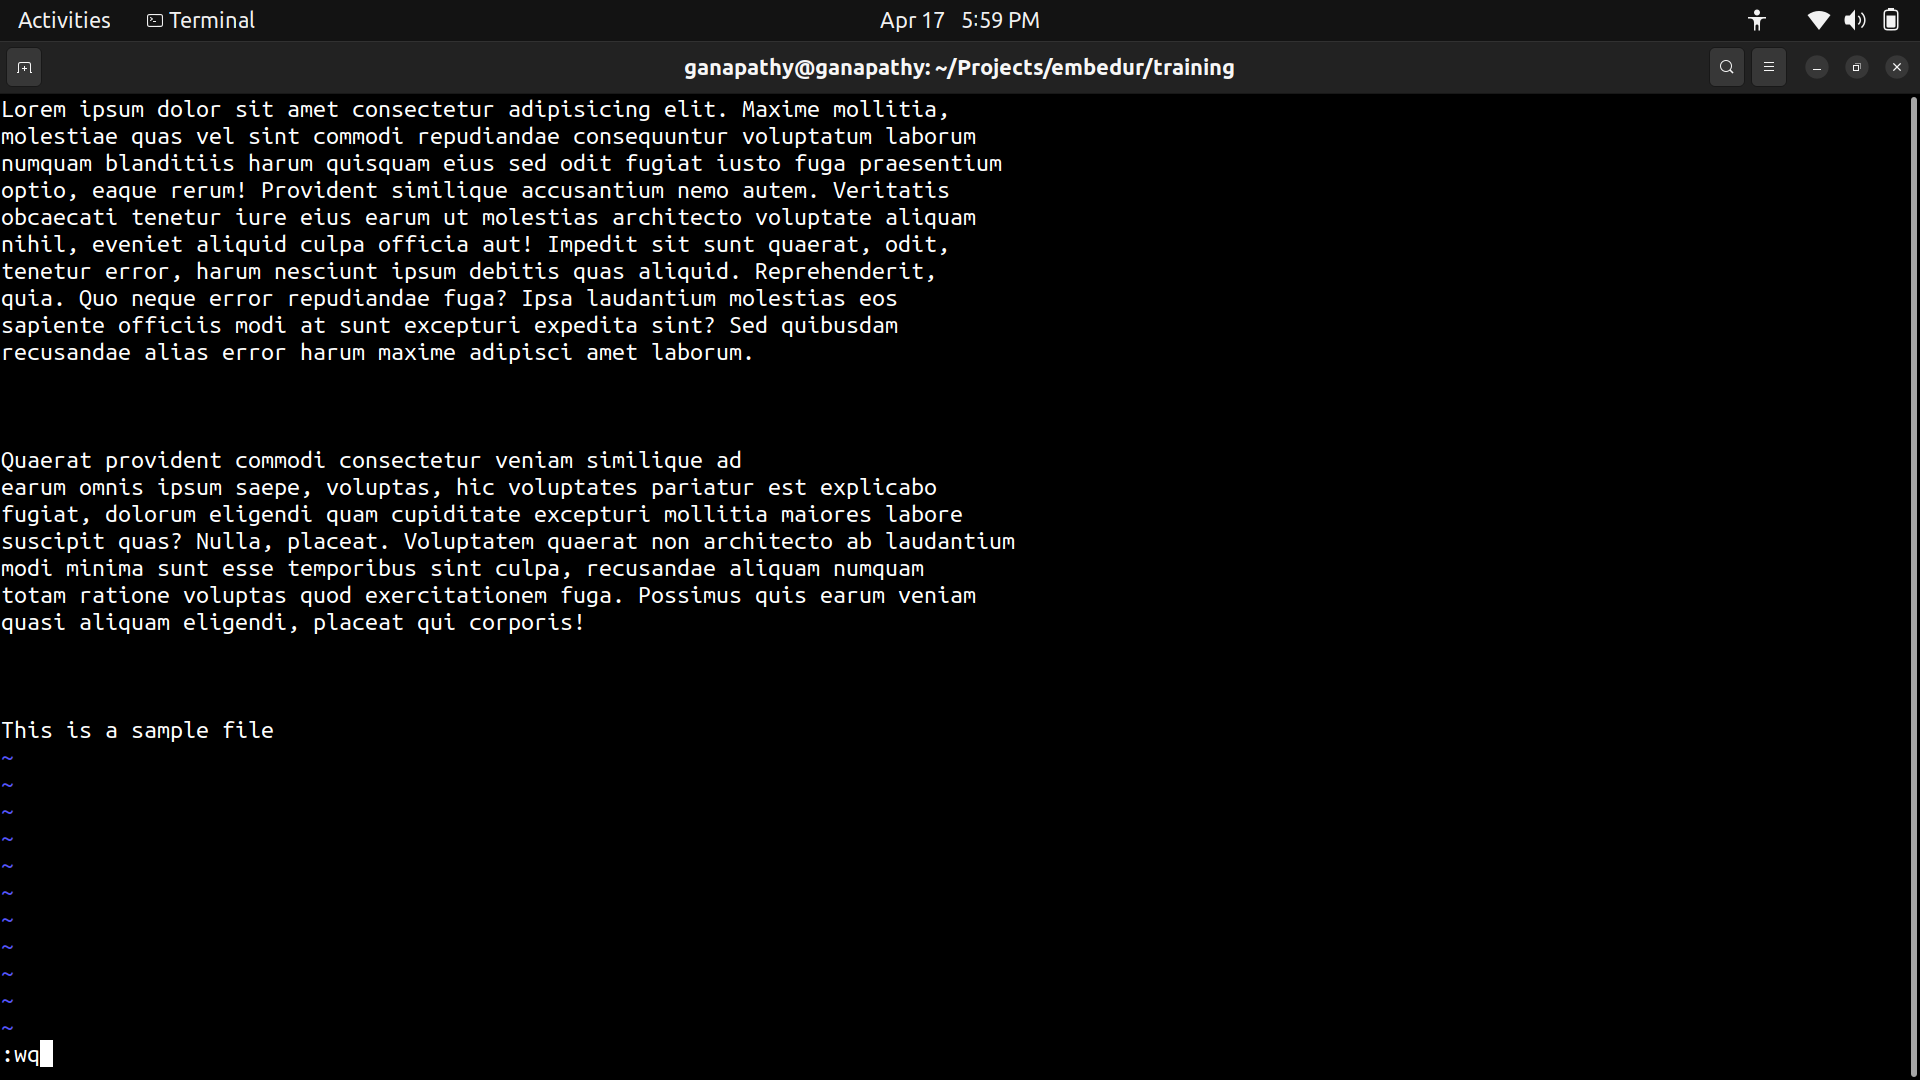 Activities Terminal Apr 17 5:59 PM
ganapathy@ganapathy: ~/Projects/embedur/training
Lorem ipsum dolor sit amet consectetur adipisicing elit. Maxime mollitia,
molestiae quas vel sint commodi repudiandae consequuntur voluptatum laborum
numquam blanditiis harum quisquam eius sed odit fugiat iusto fuga praesentium
optio, eaque rerum! Provident similique accusantium nemo autem. Veritatis
obcaecati tenetur iure eius earum ut molestias architecto voluptate aliquam
nihil, eveniet aliquid culpa officia aut! Impedit sit sunt quaerat, odit,
tenetur error, harum nesciunt ipsum debitis quas aliquid. Reprehenderit,
quia. Quo neque error repudiandae fuga? Ipsa laudantium molestias eos
sapiente officiis modi at sunt excepturi expedita sint? Sed quibusdam
recusandae alias error harum maxime adipisci amet laborum.
Quaerat provident commodi consectetur veniam similique ad
earum omnis ipsum saepe, voluptas, hic voluptates pariatur est explicabo
fugiat, dolorum eligendi quam cupiditate excepturi mollitia maiores labore
suscipit quas? Nulla, placeat. Voluptatem quaerat non architecto ab laudantium
modi minima sunt esse temporibus sint culpa, recusandae aliquam numquam
totam ratione voluptas quod exercitationem fuga. Possimus quis earum veniam
quasi aliquam eligendi, placeat qui corporis!
This is a sample file
~
~
~
~
~
~
~
~
~
~
~
:wq